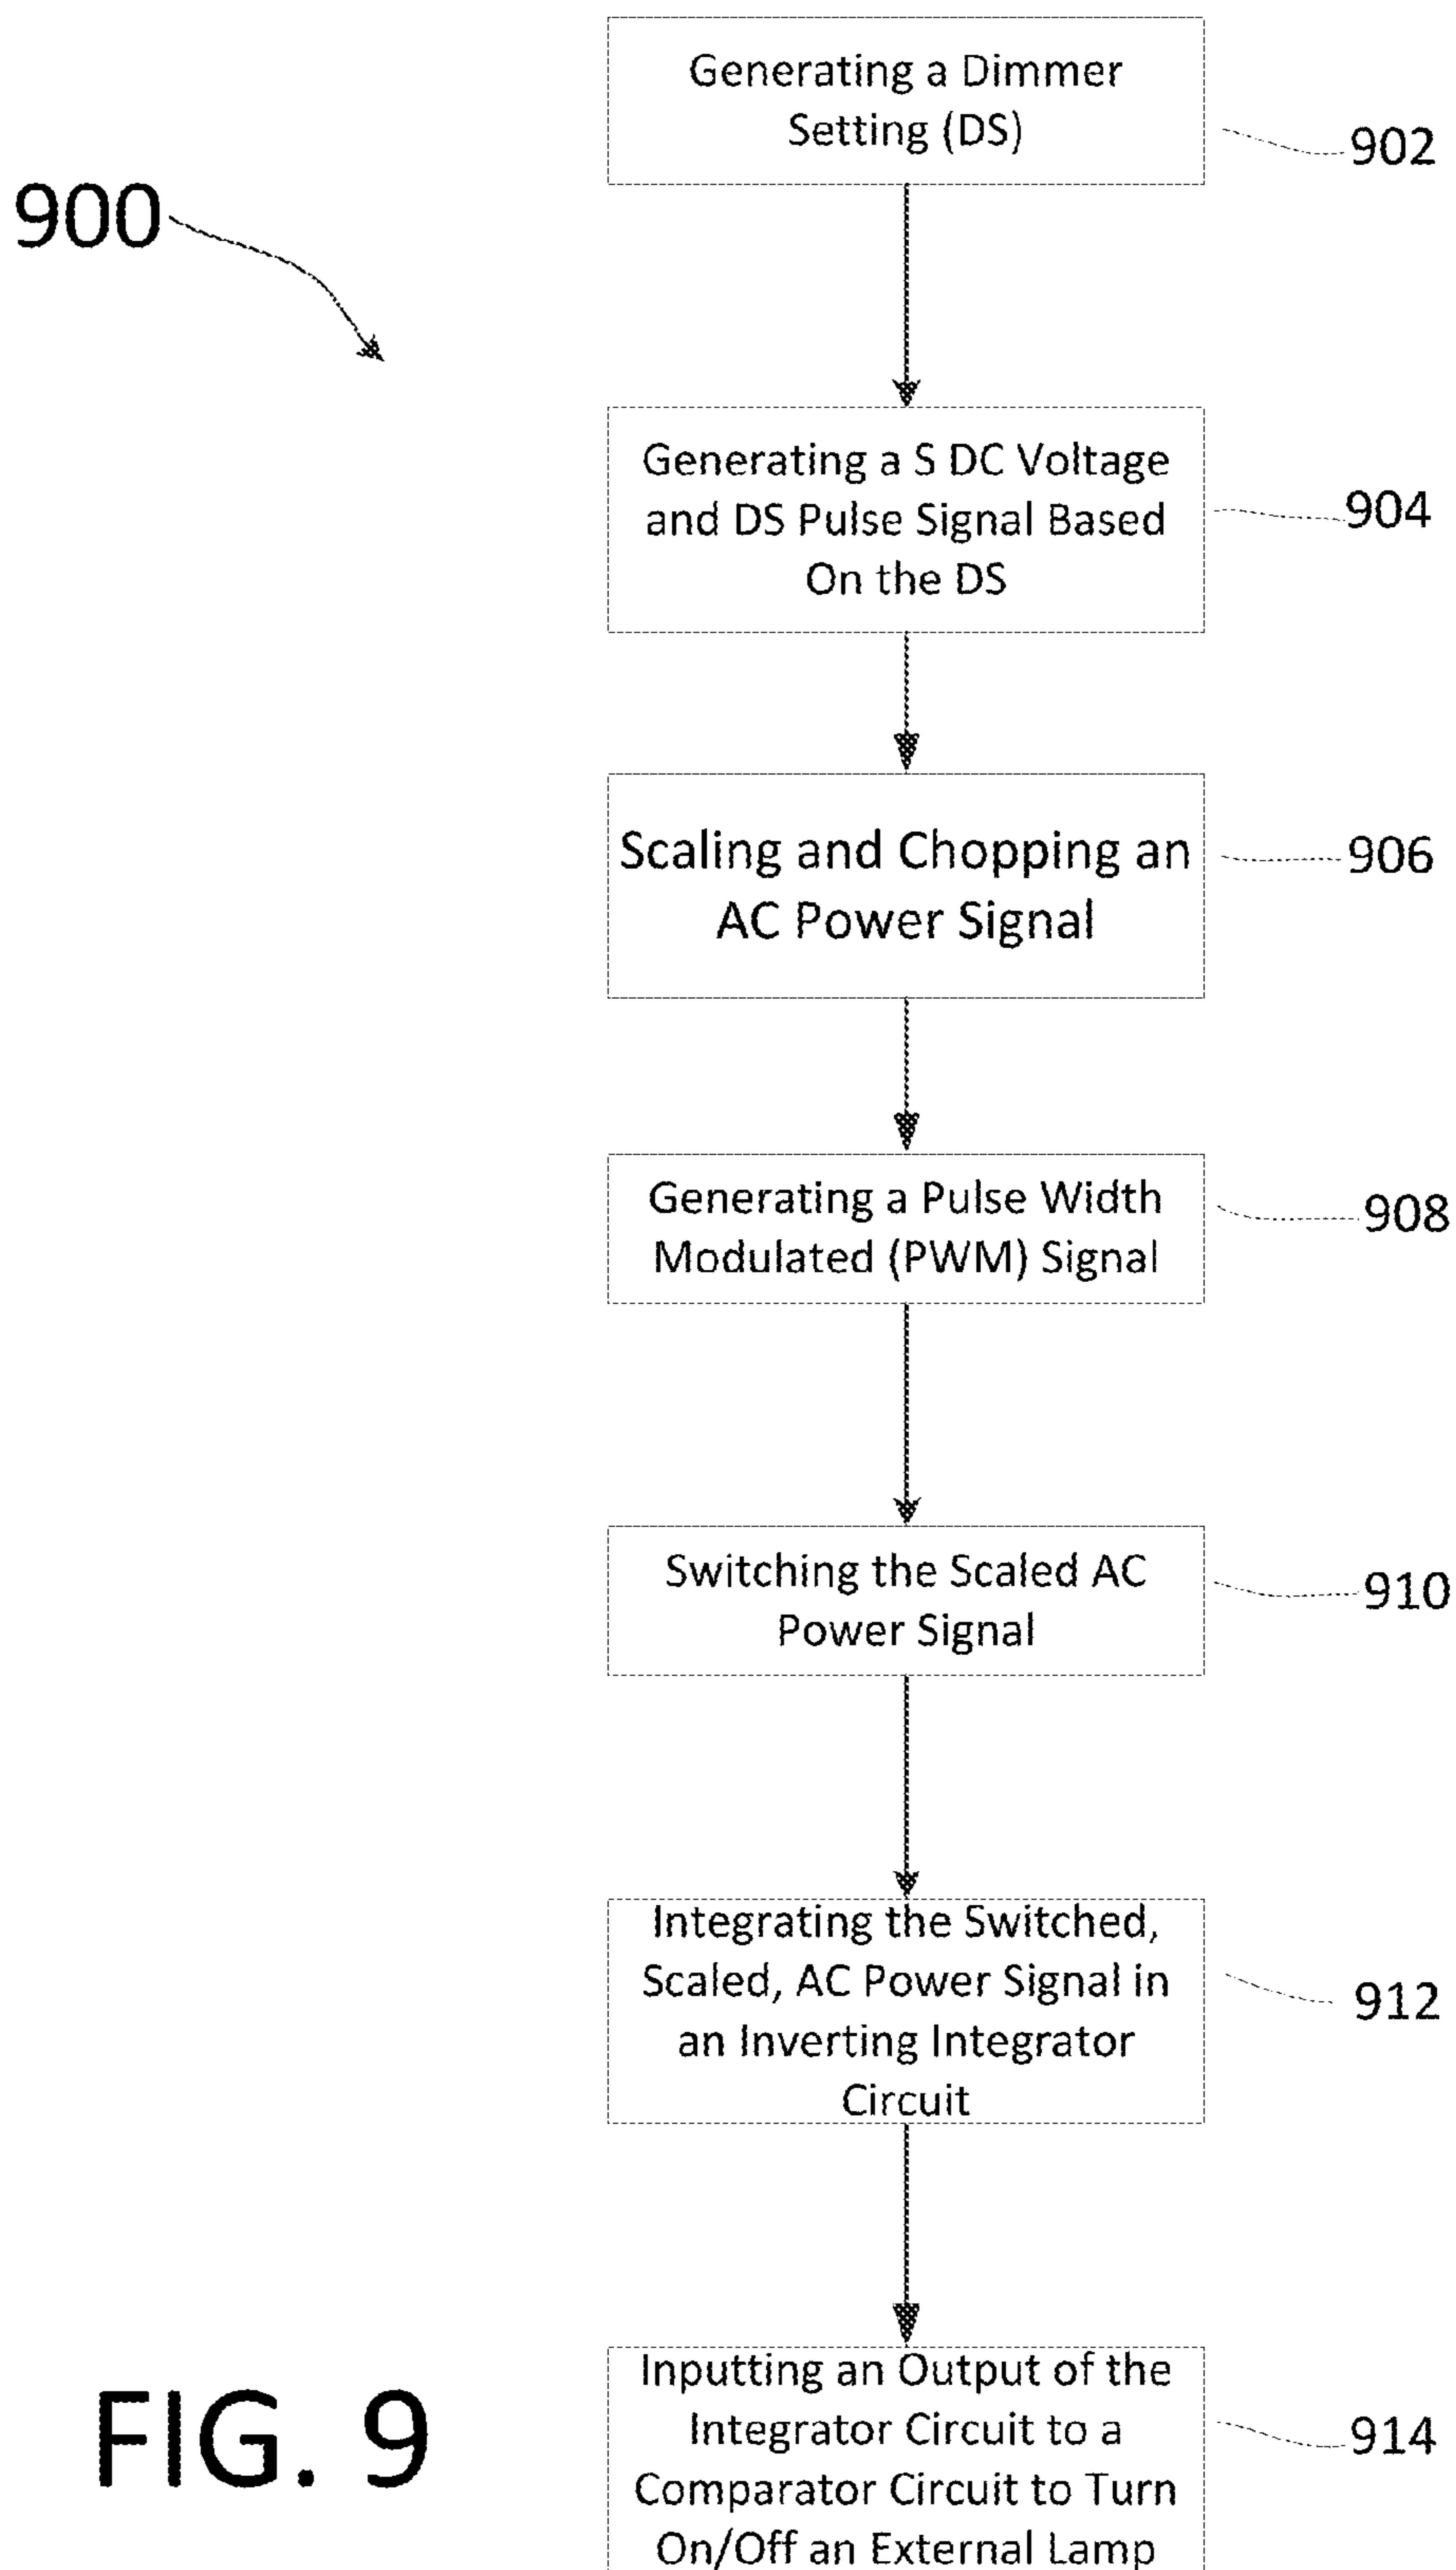 Generating a Dimmer
Setting (DS)
902
900
Generating a S DC Voltage
and DS Pulse Signal Based
On the DS
904
Scaling and Chopping an
AC Power Signal
906
Generating a Pulse Width
Modulated (PWM) Signal
908
Switching the Scaled AC
Power Signal
910
Integrating the Switched,
Scaled, AC Power Signal in
an Inverting Integrator
Circuit
912
Inputting an Output of the
Integrator Circuit to a
Comparator Circuit to Turn
On/Off an External Lamp
914
FIG. 9